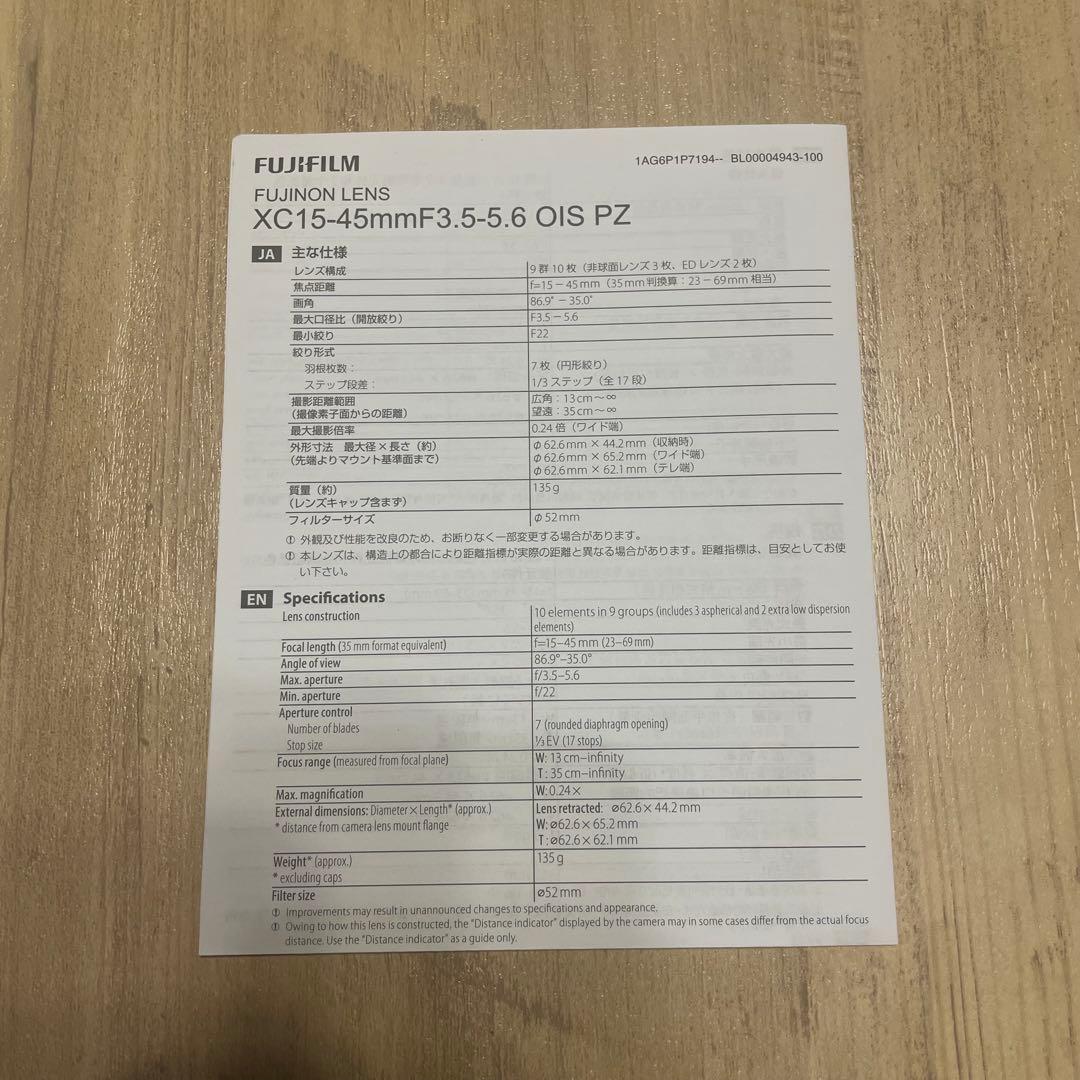 FUJIFILM
1AG6P1P7194-- BL00004943-100
FUJINON LENS
XC15-45mmF3.5-5.6 OIS PZ
JA 主な仕様
レンズ構成 9群10枚（非球面レンズ3枚、EDレンズ2枚）
焦点距離 f=15－45mm（35mm判換算：23－69mm相当）
画角 86.9°－35.0°
最大口径比（開放絞り） F3.5－5.6
最小絞り F22
絞り形式
羽根枚数： 7枚（円形絞り）
ステップ段差： 1/3ステップ（全17段）
撮影距離範囲 広角：13cm～∞
（撮像素子面からの距離） 望遠：35cm～∞
最大撮影倍率 0.24倍（ワイド端）
外形寸法 最大径×長さ（約） φ62.6mm×44.2mm（収納時）
（先端よりマウント基準面まで） φ62.6mm×65.2mm（ワイド端）
φ62.6mm×62.1mm（テレ端）
質量（約） 135g
（レンズキャップ含まず）
フィルターサイズ φ52mm
① 外観及び性能を改良のため、お断りなく一部変更する場合があります。
① 本レンズは、構造上の都合により距離指標が実際の距離と異なる場合があります。距離指標は、目安としてお使
い下さい。
EN Specifications
Lens construction 10 elements in 9 groups (includes 3 aspherical and 2 extra low dispersion
elements)
Focal length (35 mm format equivalent) f=15–45 mm (23–69 mm)
Angle of view 86.9°–35.0°
Max. aperture f/3.5–5.6
Min. aperture f/22
Aperture control
Number of blades 7 (rounded diaphragm opening)
Stop size ⅓ EV (17 stops)
Focus range (measured from focal plane) W: 13 cm–infinity
T: 35 cm–infinity
Max. magnification W: 0.24×
External dimensions: Diameter × Length* (approx.) Lens retracted: ⌀62.6 × 44.2 mm
* distance from camera lens mount flange W: ⌀62.6 × 65.2 mm
T: ⌀62.6 × 62.1 mm
Weight* (approx.) 135 g
* excluding caps
Filter size ⌀52 mm
① Improvements may result in unannounced changes to specifications and appearance.
① Owing to how this lens is constructed, the "Distance indicator" displayed by the camera may in some cases differ from the actual focus
distance. Use the "Distance indicator" as a guide only.